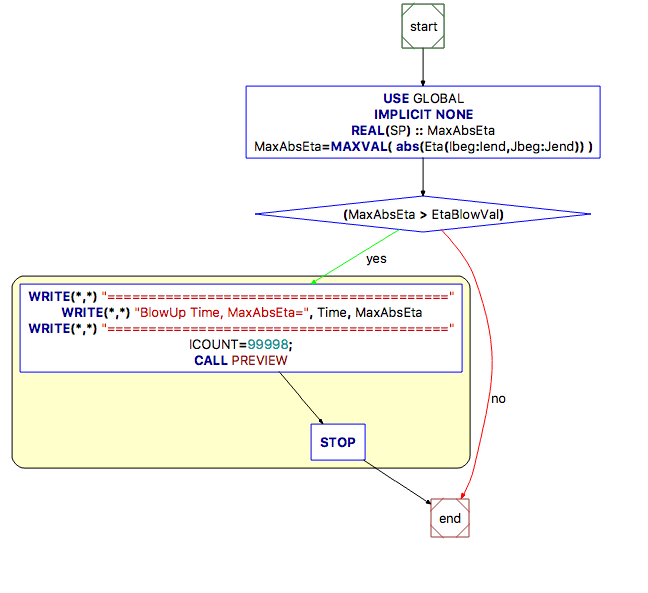 start
USE GLOBAL
IMPLICIT NONE
REAL(SP) :: MaxAbsEta
MaxAbsEta=MAXVAL( abs(Eta(Ibeg:Iend,Jbeg:Jend)) )
(MaxAbsEta > EtaBlowVal)
yes
WRITE(*,*) "========================================="
WRITE(*,*) "BlowUp Time, MaxAbsEta=", Time, MaxAbsEta
WRITE(*,*) "========================================="
ICOUNT=99998;
CALL PREVIEW
no
STOP
end